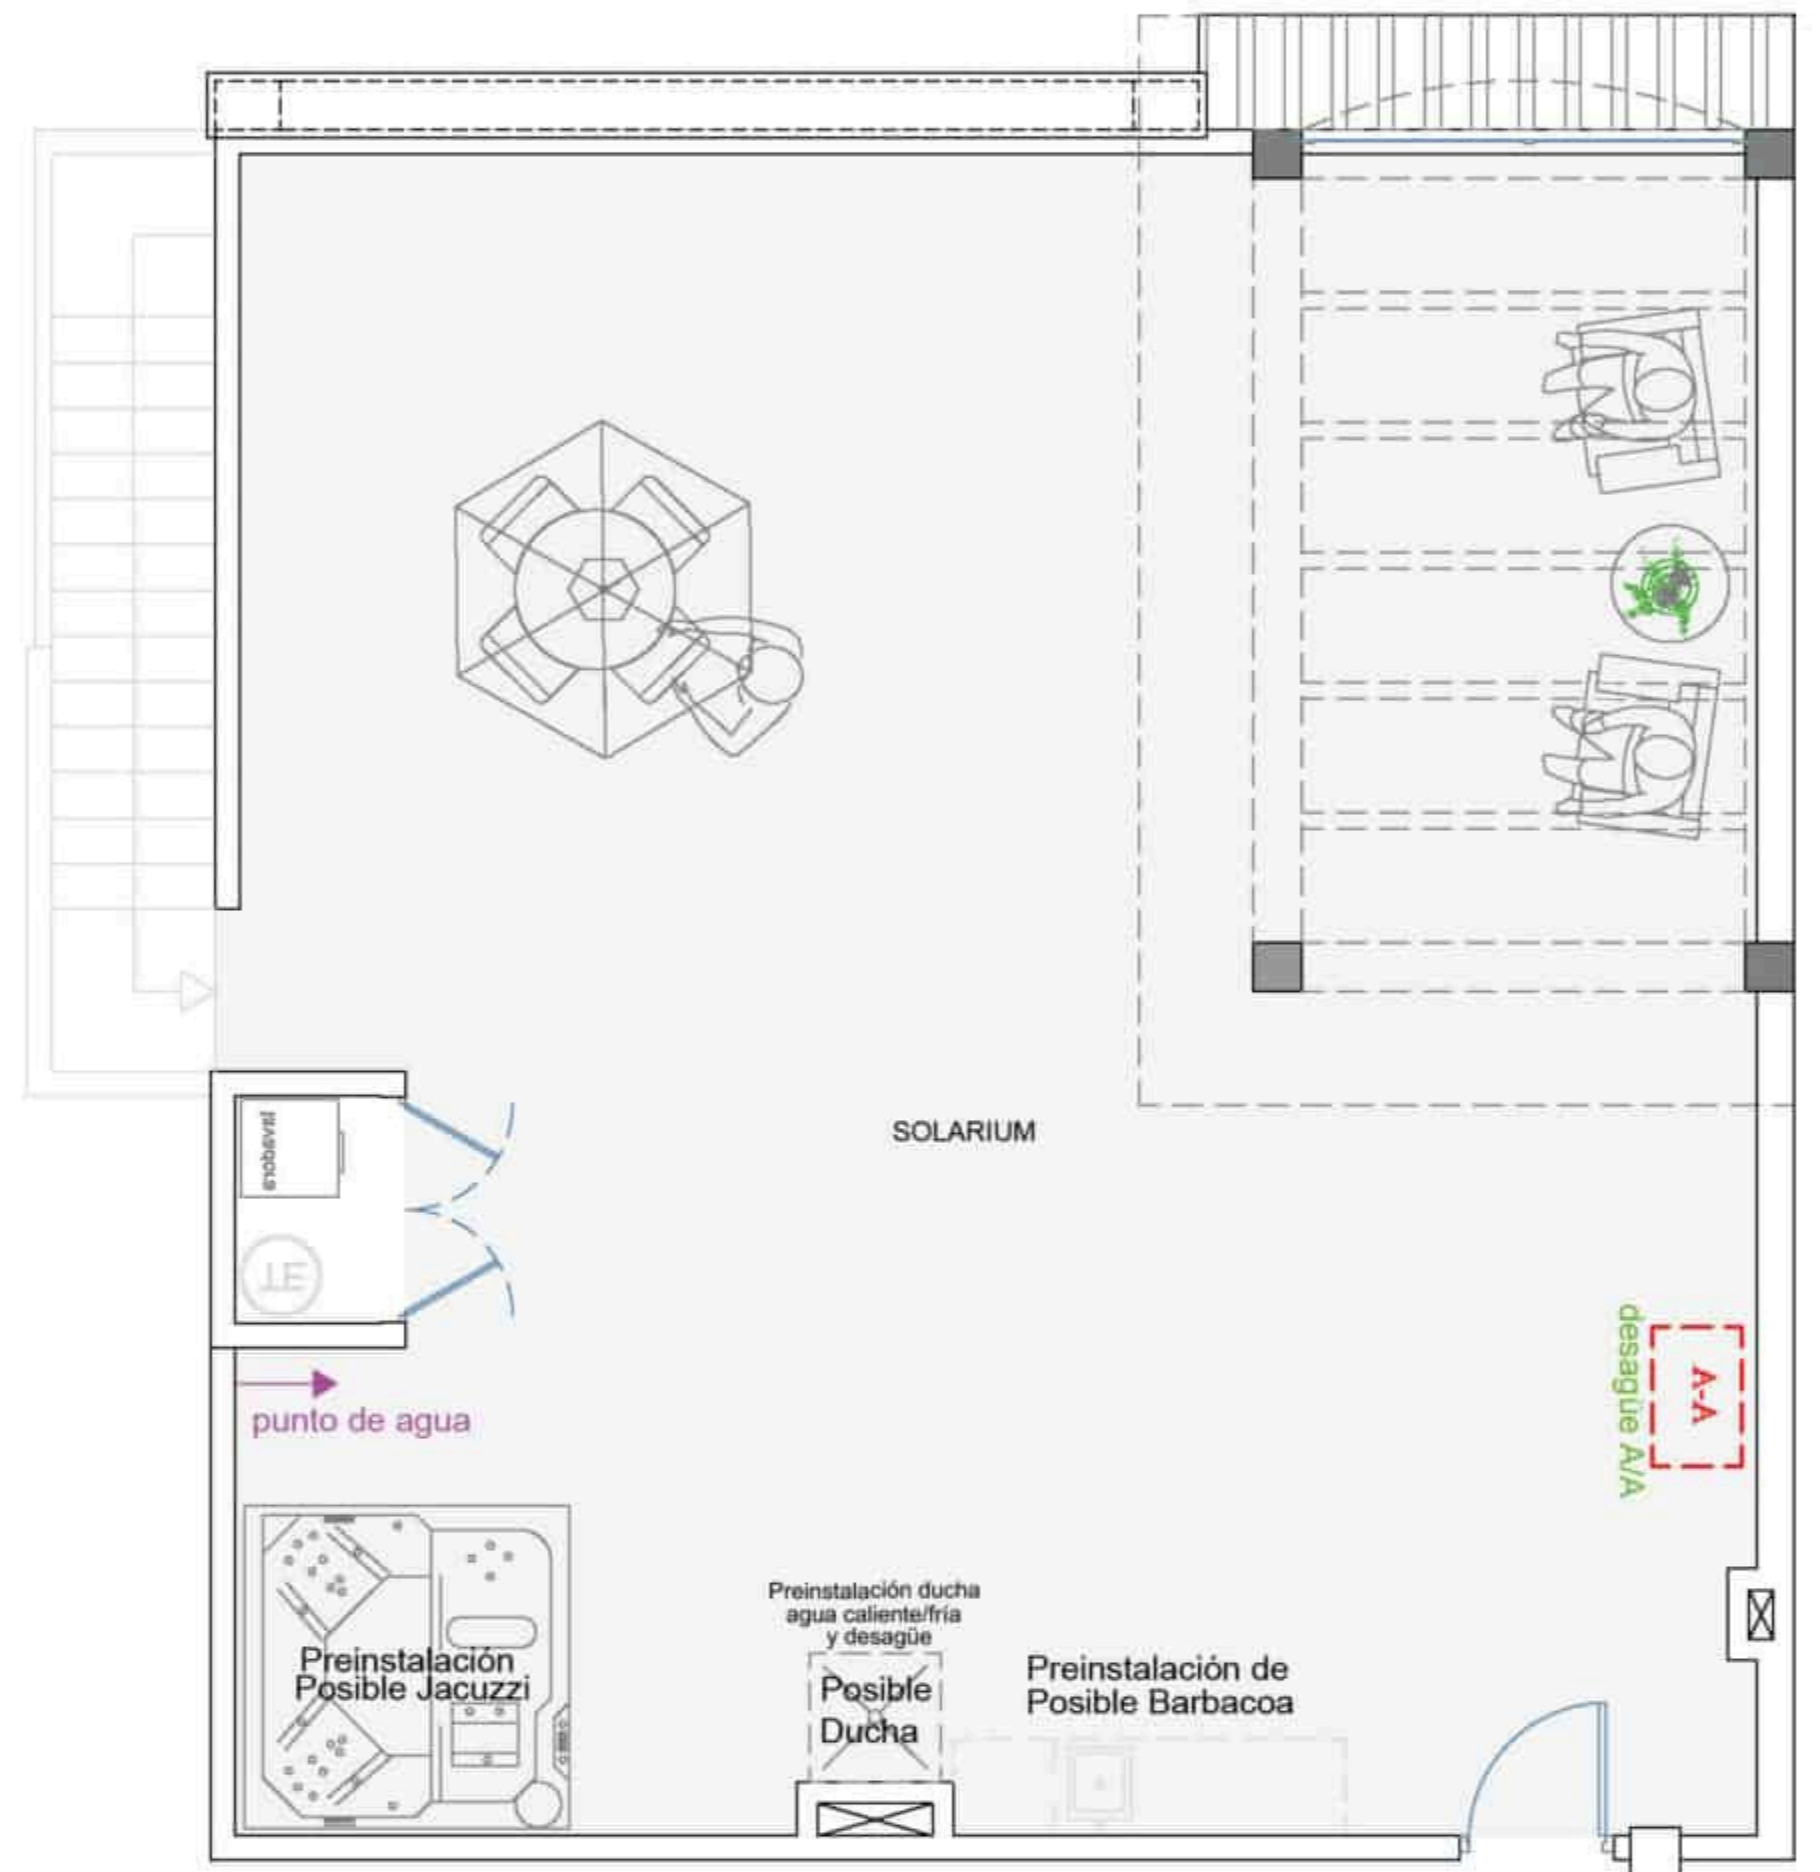 SOLARIUM
lavadora
TE
punto de agua
desagüe A/A
A-A
Preinstalación ducha
agua caliente/fría
y desagüe
Preinstalación
Posible Jacuzzi
Posible
Ducha
Preinstalación de
Posible Barbacoa